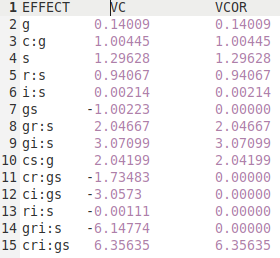 1 EFFECT VC VCOR
2 g 0.14009 0.14009
3 c:g 1.00445 1.00445
4 s 1.29628 1.29628
5 r:s 0.94067 0.94067
6 i:s 0.00214 0.00214
7 gs -1.00223 0.00000
8 gr:s 2.04667 2.04667
9 gi:s 3.07099 3.07099
10 cs:g 2.04199 2.04199
11 cr:gs -1.73483 0.00000
12 ci:gs -3.0573 0.00000
13 ri:s -0.00111 0.00000
14 gri:s -6.14774 0.00000
15 cri:gs 6.35635 6.35635